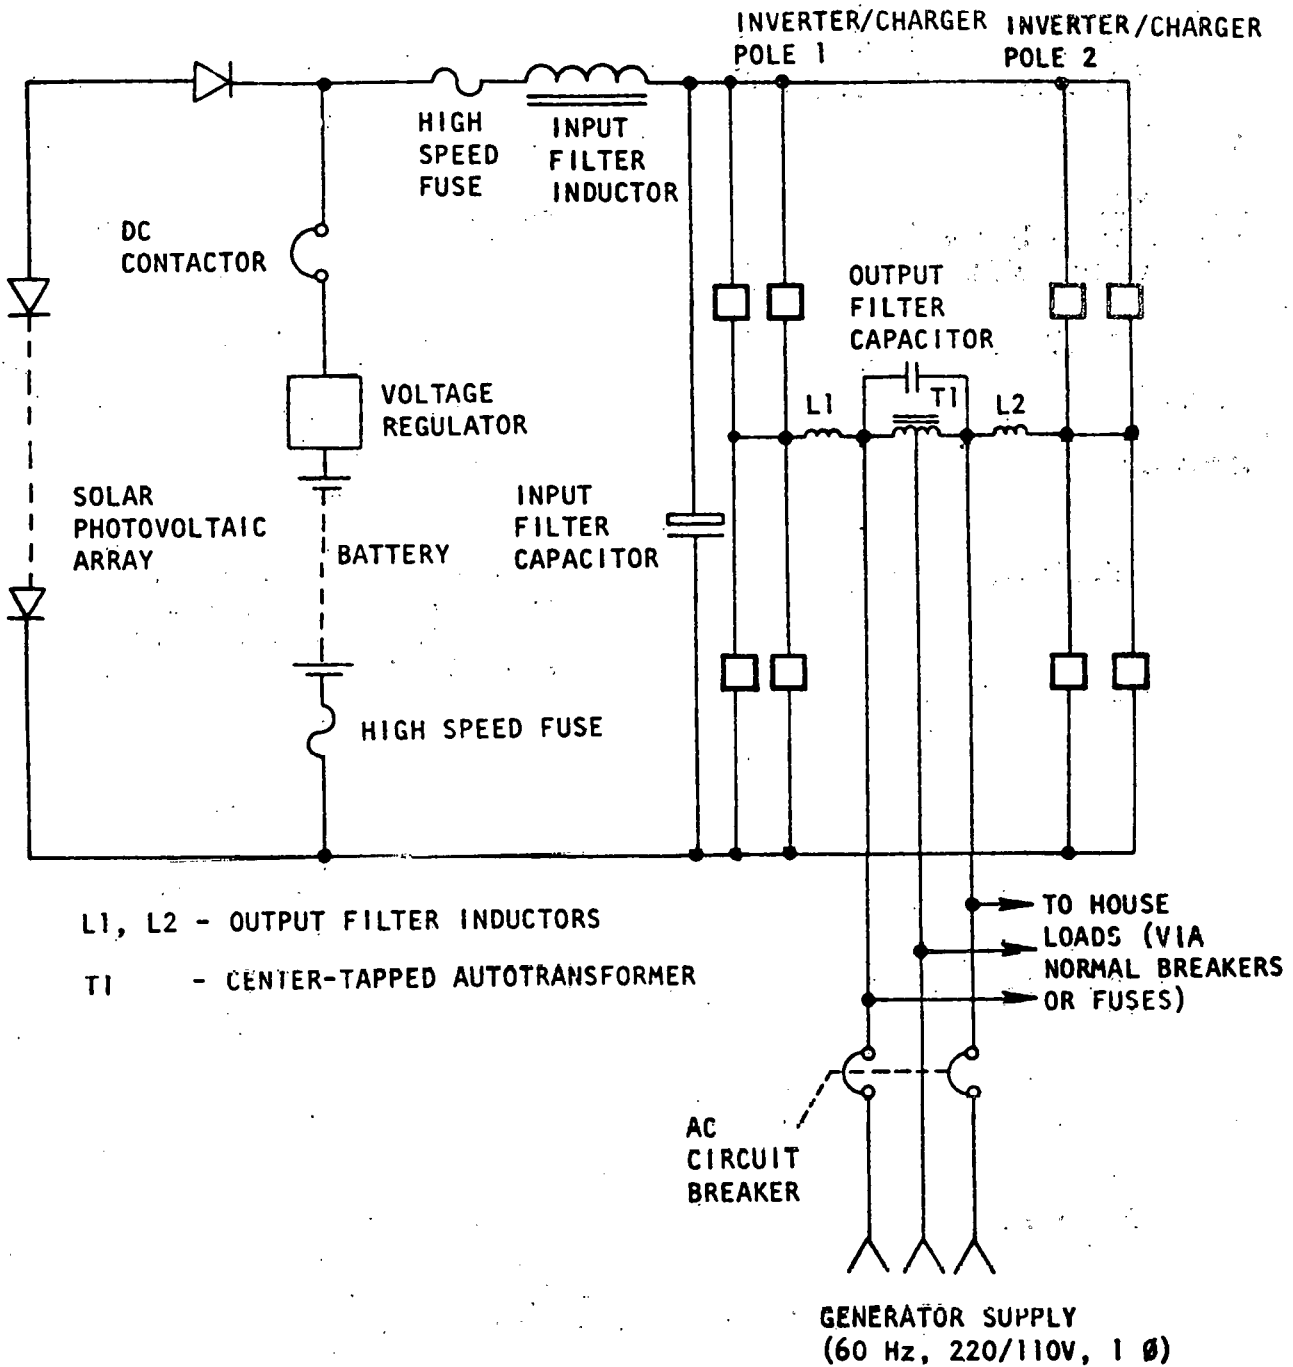 INVERTER/CHARGER
POLE 1
INVERTER/CHARGER
POLE 2
HIGH
SPEED
FUSE
INPUT
FILTER
INDUCTOR
DC
CONTACTOR
OUTPUT
FILTER
CAPACITOR
VOLTAGE
REGULATOR
L1
T1
L2
SOLAR
PHOTOVOLTAIC
ARRAY
BATTERY
INPUT
FILTER
CAPACITOR
HIGH SPEED FUSE
L1, L2 - OUTPUT FILTER INDUCTORS
T1 - CENTER-TAPPED AUTOTRANSFORMER
TO HOUSE
LOADS (VIA
NORMAL BREAKERS
OR FUSES)
AC
CIRCUIT
BREAKER
GENERATOR SUPPLY
(60 Hz, 220/110V, 1 Ø)